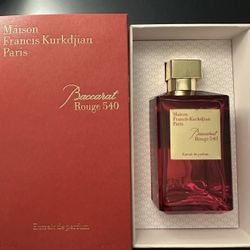 Maison
Francis Kurkdjian
Paris
Baccarat
Rouge 540
Extrait de parfum
Maison
Francis Kurkdjian
Paris
Baccarat
Rouge 540
Extrait de parfum